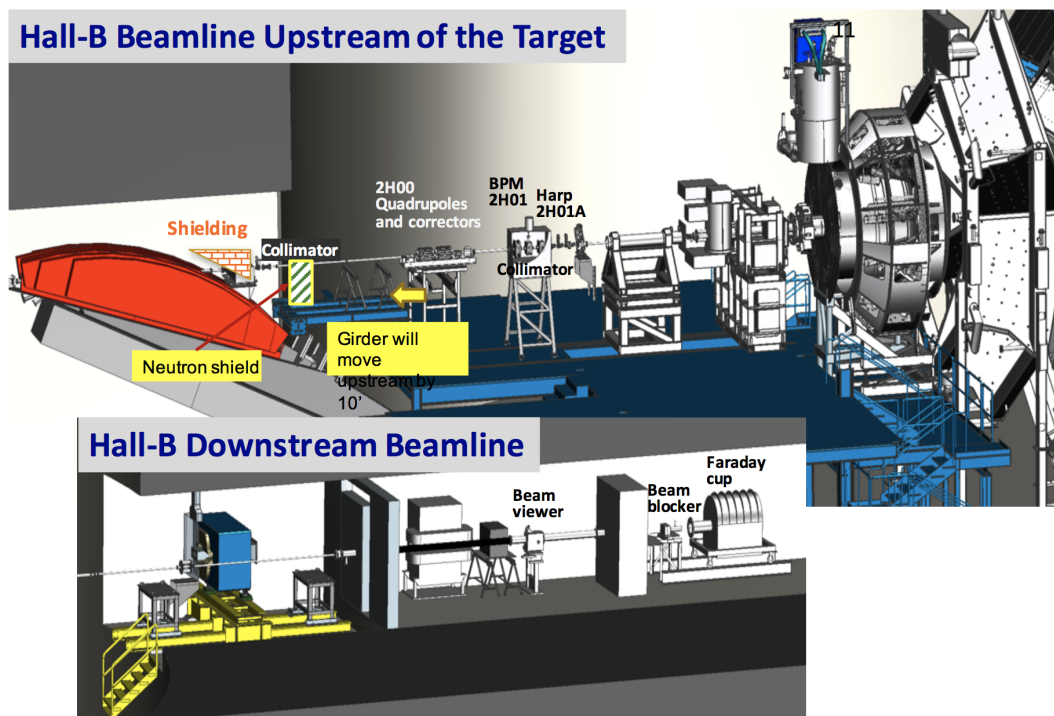 Hall-B Beamline Upstream of the Target
11
2H00
Quadrupoles
and correctors
BPM
2H01
Harp
2H01A
Shielding
Collimator
Collimator
Neutron shield
Girder will
move
upstream by
10’
Hall-B Downstream Beamline
Beam
viewer
Beam
blocker
Faraday
cup